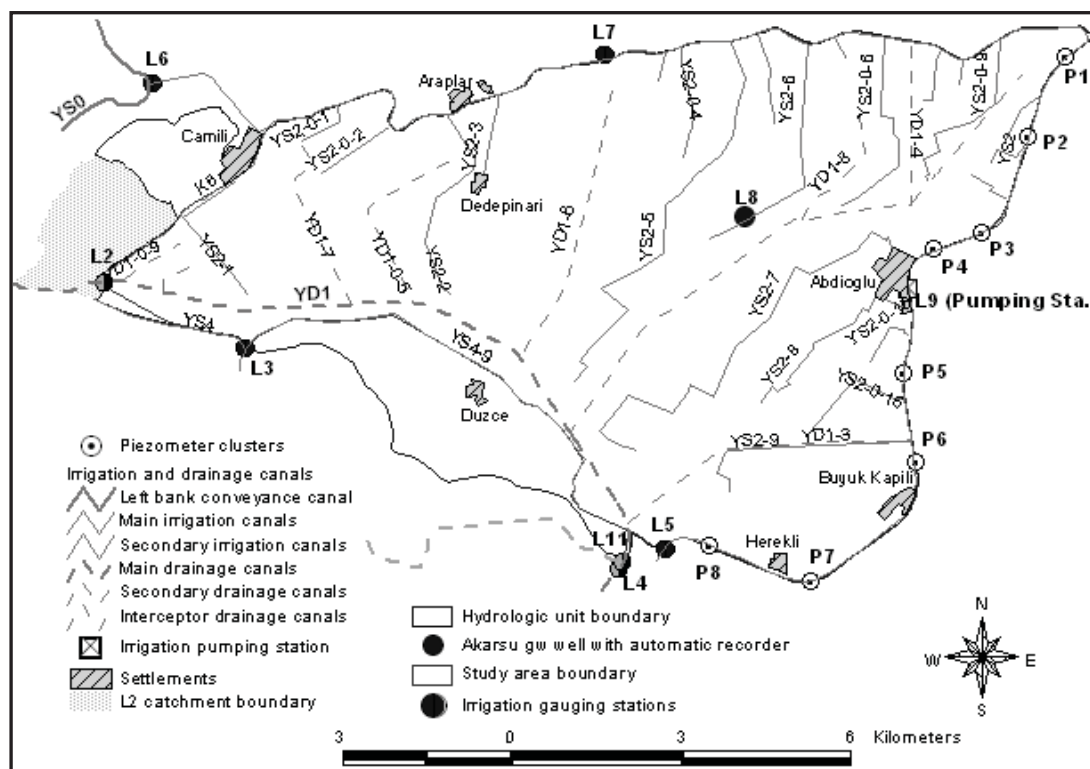 L6
L7
YS0
Araplar
P1
Camili
YS2-0-1
YS2-0-2
YS2-3
YS2-0-4
YS2-6
YS2-0-6
YD1-4
YS2-0-9
YS2
P2
K8
Dedepinari
YD1-6
YD1-8
L8
YS2-5
P3
P4
L2
YS2-1
YD1-7
YD1-0-5
YS2-2
YD1
Abdioglu
L9 (Pumping Sta.
YS4
L3
YS4-9
YS2-7
YS2-8
P5
Duzce
YS2-0-16
P6
YS2-9
YD1-3
Buyuk Kapili
L11
L5
L4
P8
Herekli
P7
Piezometer clusters
Irrigation and drainage canals
Left bank conveyance canal
Main irrigation canals
Secondary irrigation canals
Main drainage canals
Secondary drainage canals
Interceptor drainage canals
Irrigation pumping station
Settlements
L2 catchment boundary
Hydrologic unit boundary
Akarsu gw well with automatic recorder
Study area boundary
Irrigation gauging stations
N
W
E
S
3 0 3 6 Kilometers